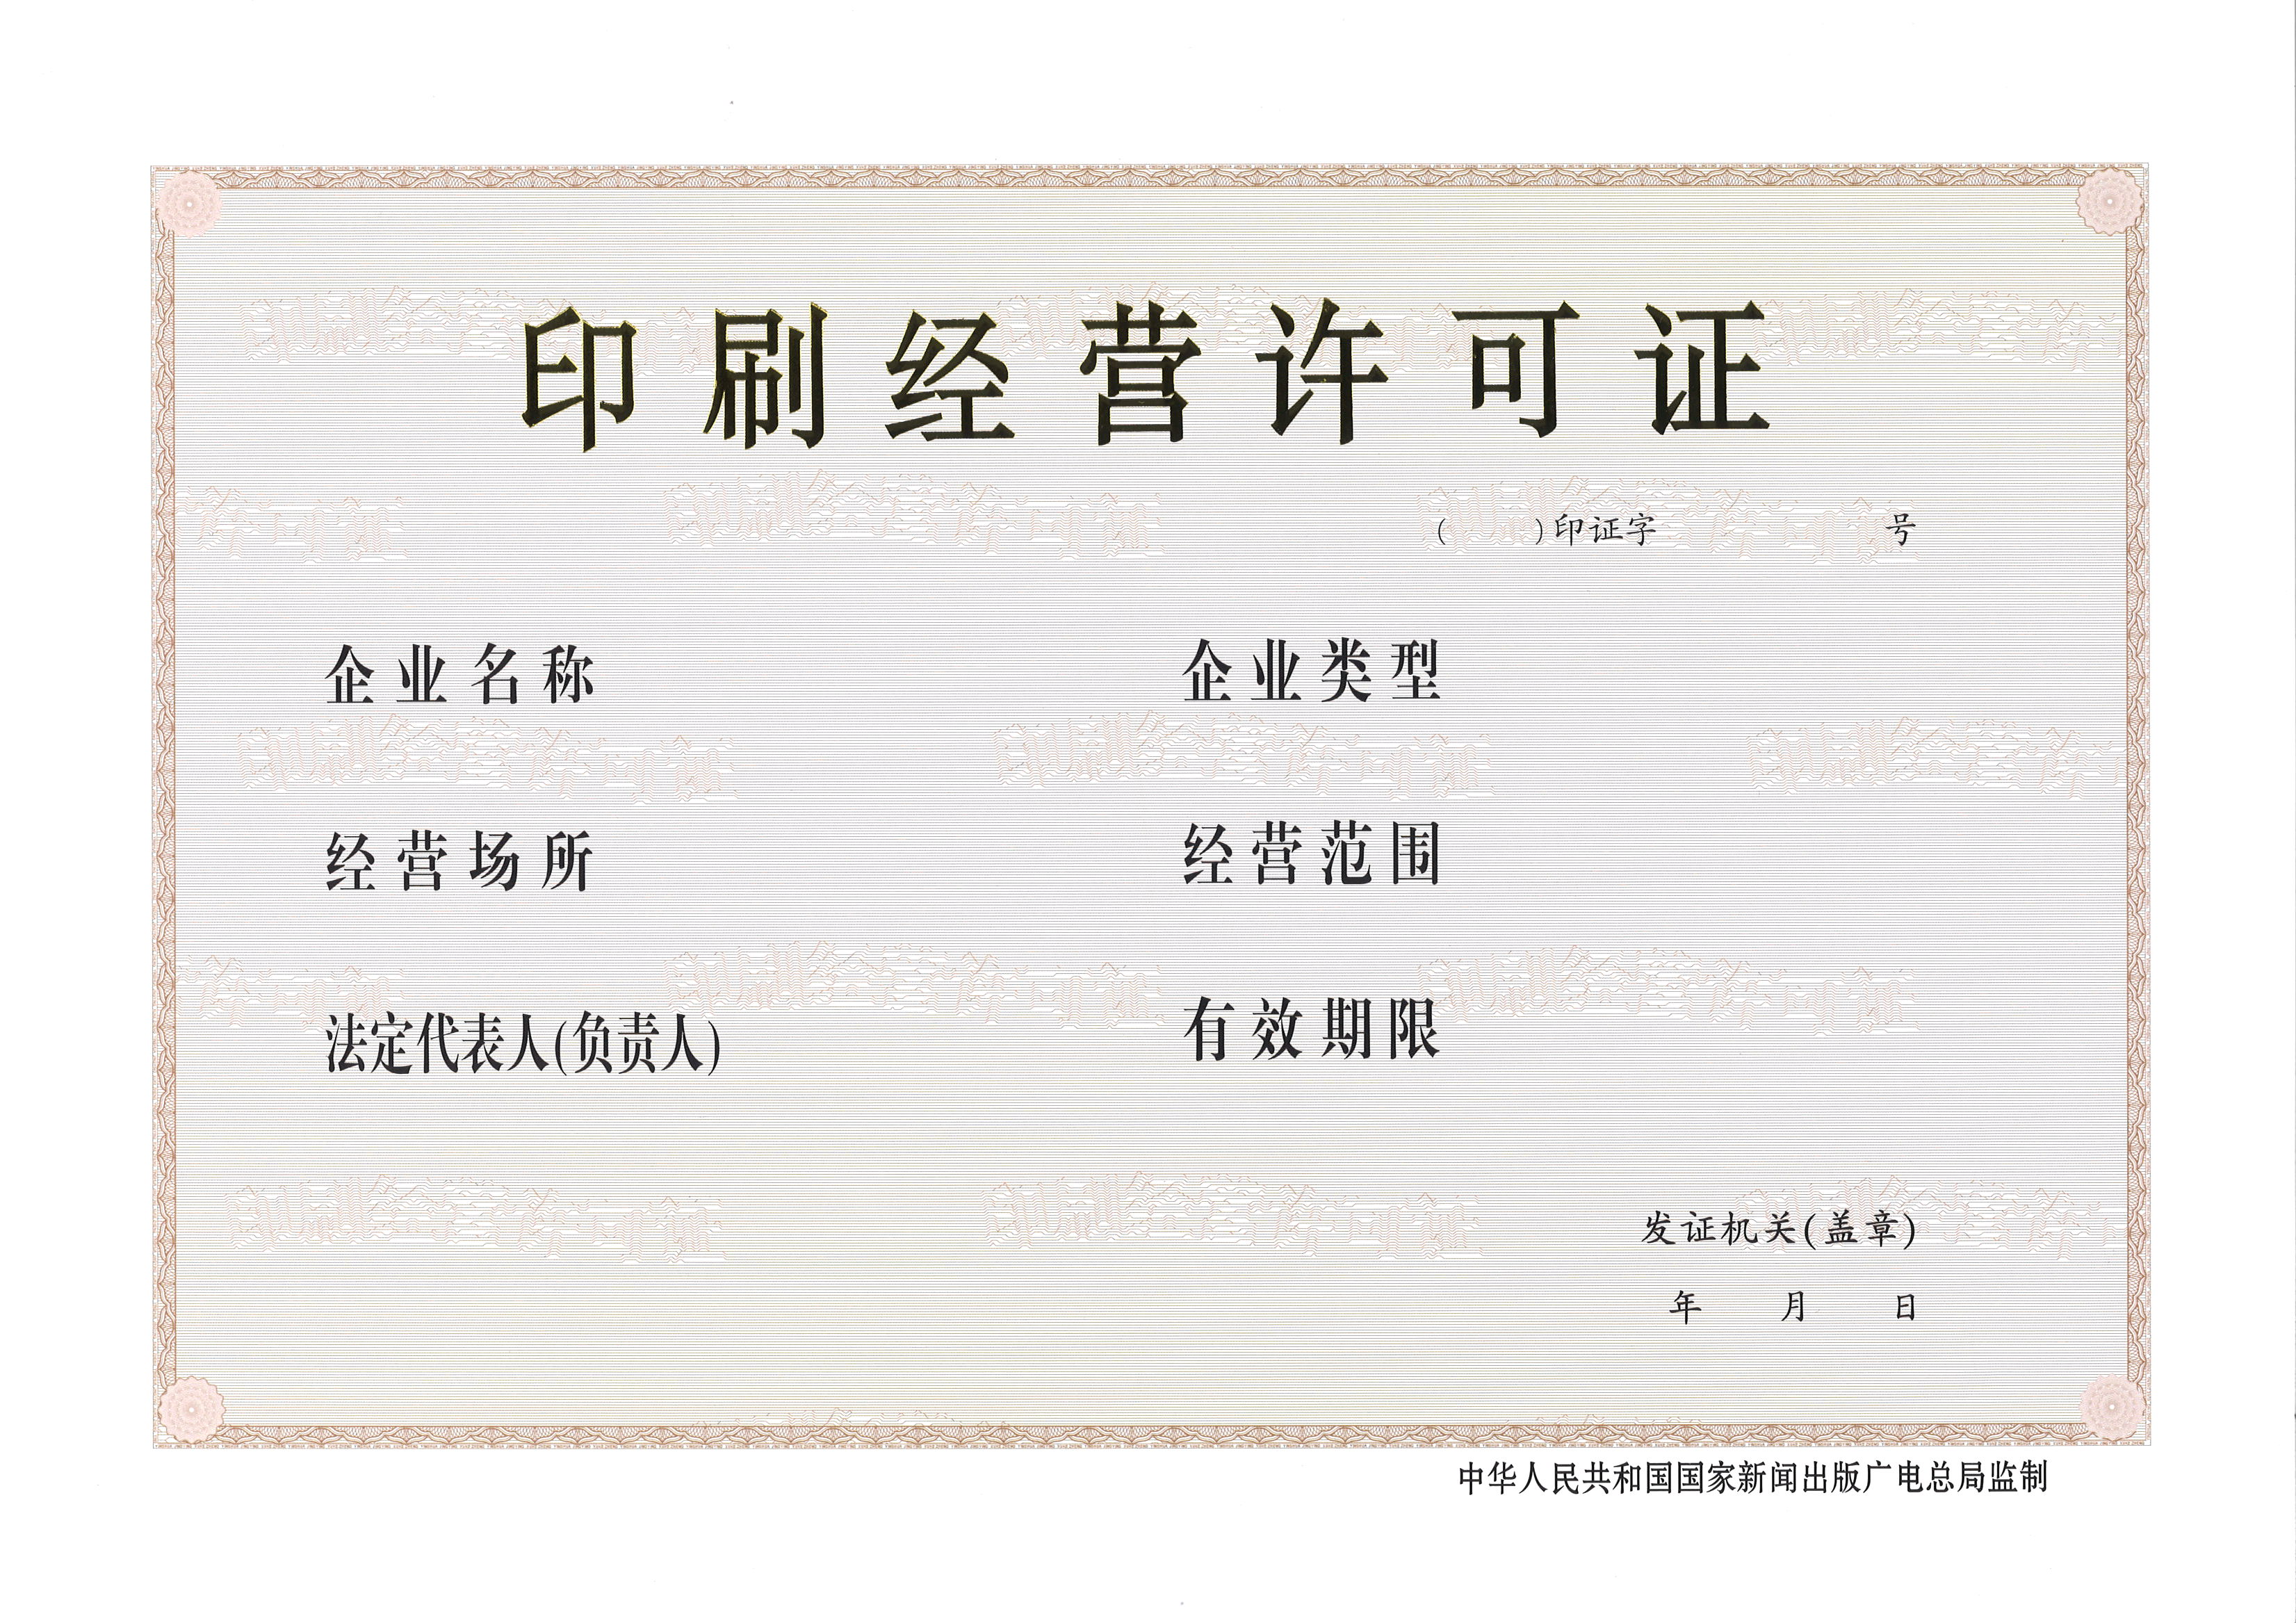 印刷经营许可证
( )印证字 号
企业名称 企业类型
经营场所 经营范围
法定代表人(负责人) 有效期限
发证机关(盖章)
年 月 日
中华人民共和国国家新闻出版广电总局监制